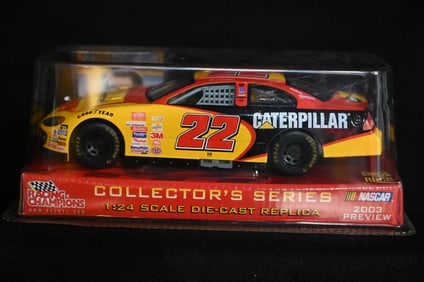 GOOD YEAR
22
CATERPILLAR
3M
RACING
CHAMPIONS
COLLECTOR'S SERIES
1:24 SCALE DIE-CAST REPLICA
NASCAR
2003
PREVIEW